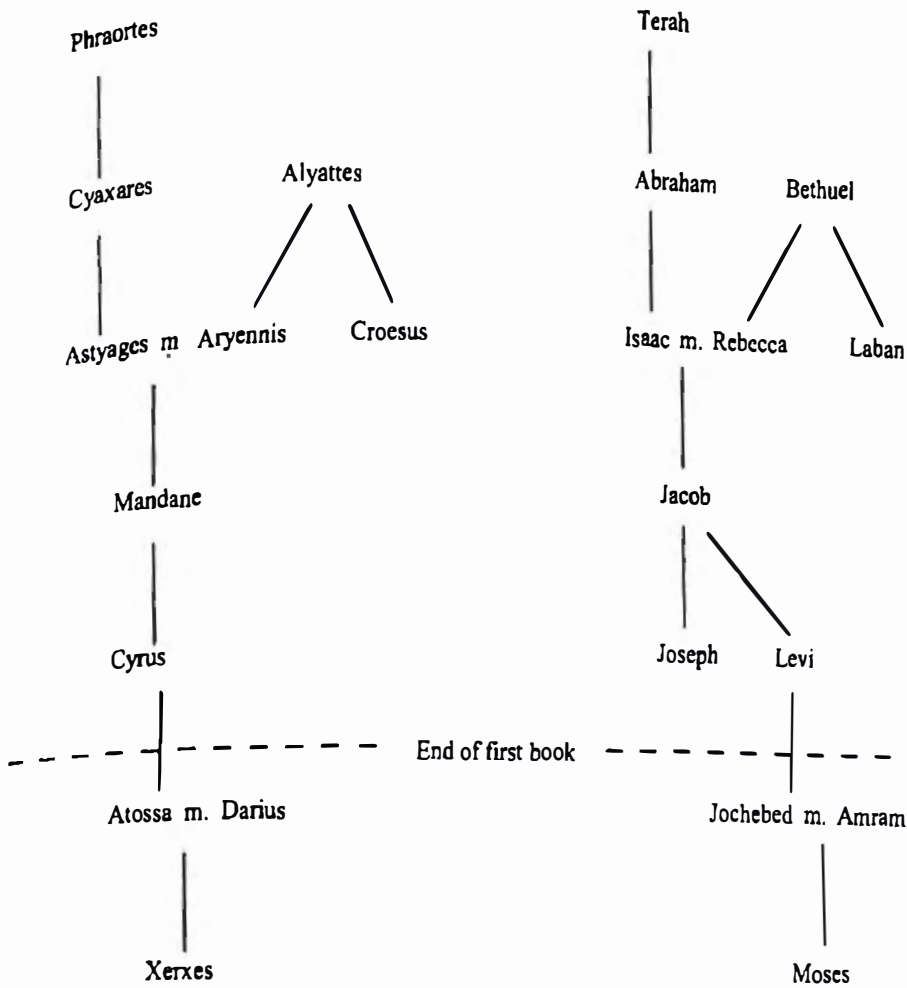 Phraortes
Terah
Cyaxares
Alyattes
Abraham
Bethuel
Astyages m. Aryennis
Croesus
Isaac m. Rebecca
Laban
Mandane
Jacob
Cyrus
Joseph
Levi
End of first book
Atossa m. Darius
Jochebed m. Amram
Xerxes
Moses